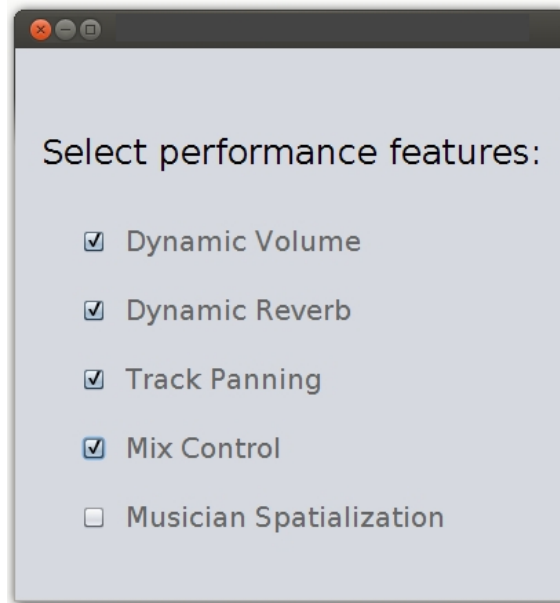 Select performance features:
Dynamic Volume
Dynamic Reverb
Track Panning
Mix Control
Musician Spatialization